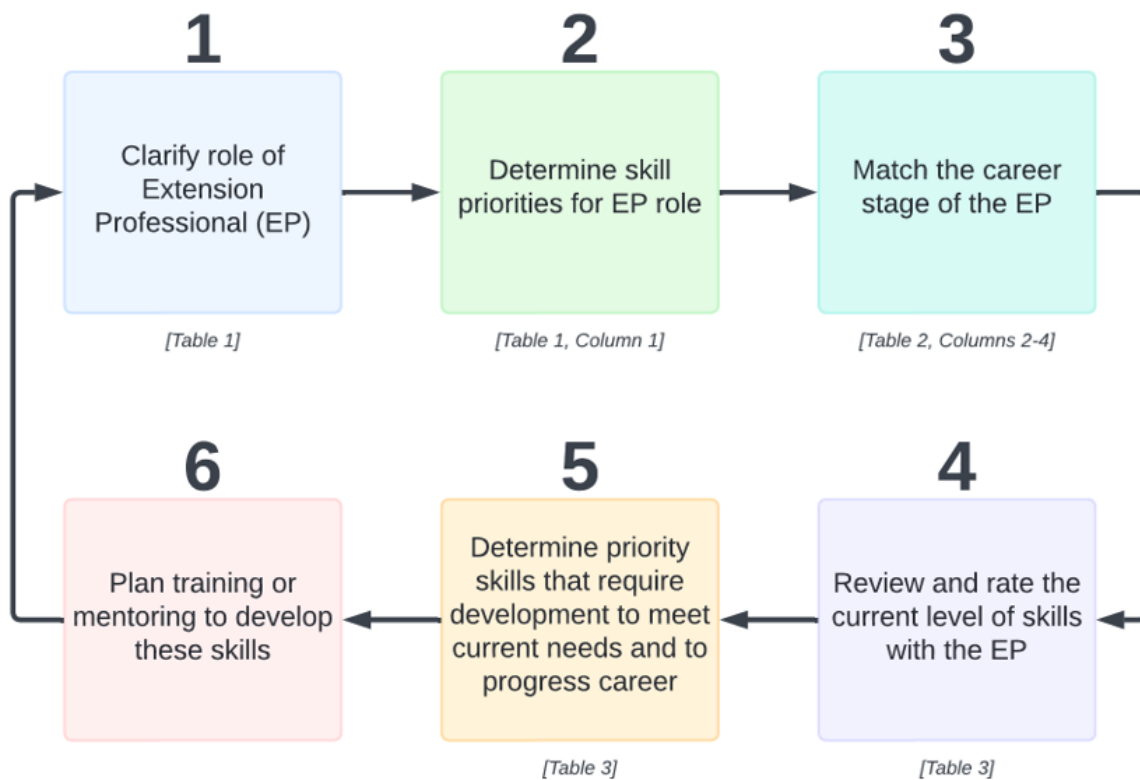 1
Clarify role of
Extension
Professional (EP)
[Table 1]
2
Determine skill
priorities for EP role
[Table 1, Column 1]
3
Match the career
stage of the EP
[Table 2, Columns 2-4]
4
Review and rate the
current level of skills
with the EP
[Table 3]
5
Determine priority
skills that require
development to meet
current needs and to
progress career
[Table 3]
6
Plan training or
mentoring to develop
these skills